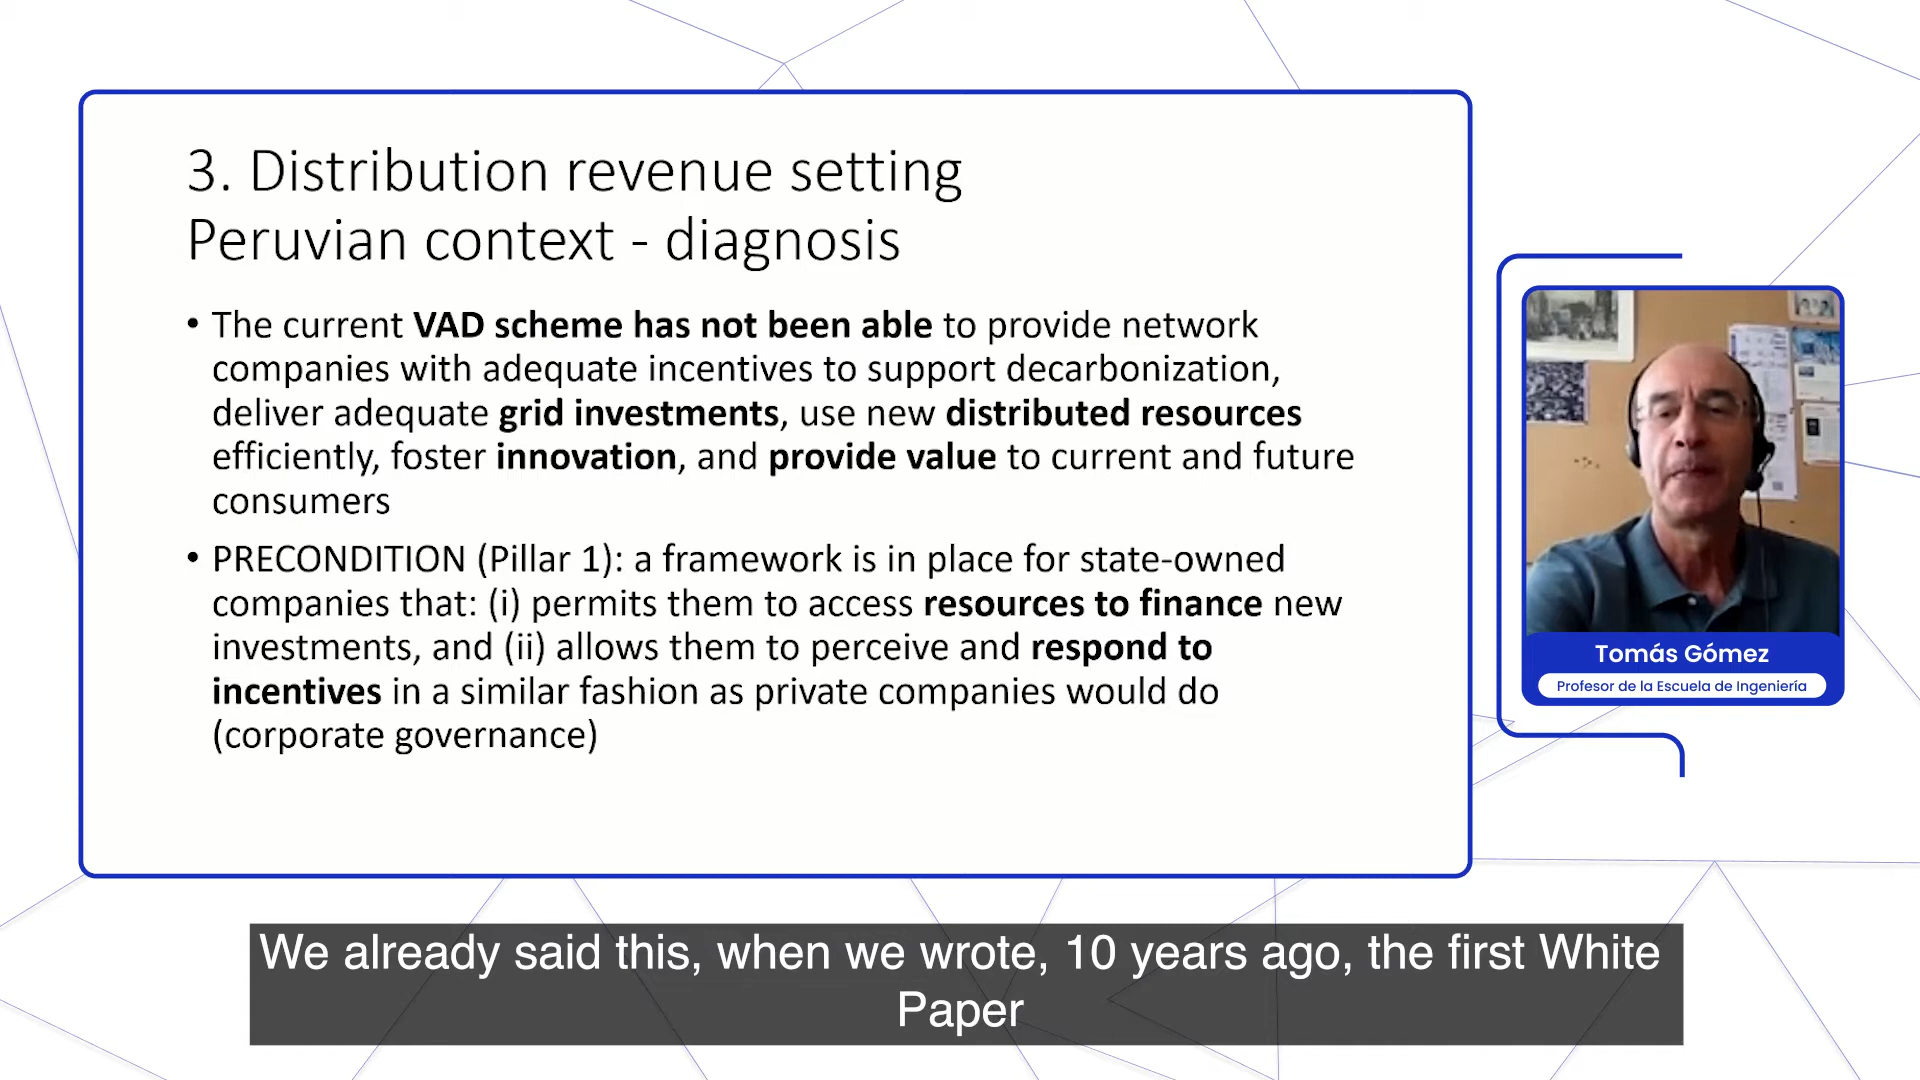 3. Distribution revenue setting
Peruvian context - diagnosis
• The current VAD scheme has not been able to provide network
companies with adequate incentives to support decarbonization,
deliver adequate grid investments, use new distributed resources
efficiently, foster innovation, and provide value to current and future
consumers
• PRECONDITION (Pillar 1): a framework is in place for state-owned
companies that: (i) permits them to access resources to finance new
investments, and (ii) allows them to perceive and respond to
incentives in a similar fashion as private companies would do
(corporate governance)
Tomás Gómez
Profesor de la Escuela de Ingeniería
We already said this, when we wrote, 10 years ago, the first White
Paper